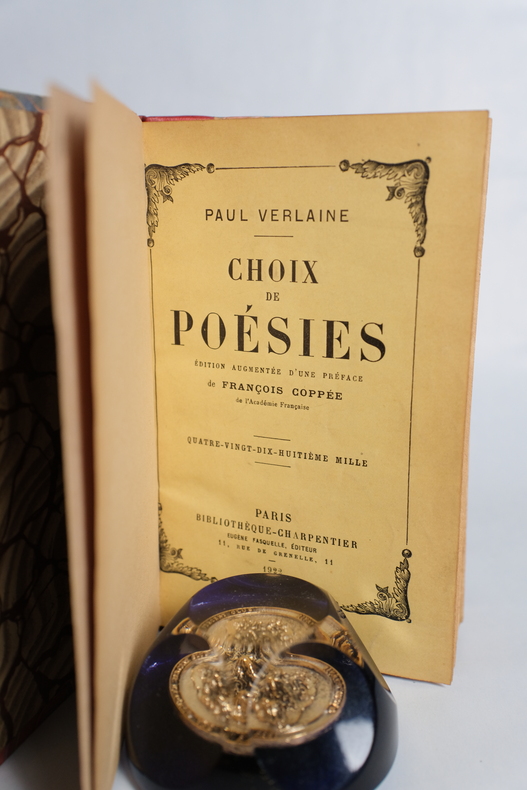 PAUL VERLAINE
CHOIX
DE
POÉSIES
ÉDITION AUGMENTÉE D'UNE PRÉFACE
de FRANÇOIS COPPÉE
de l'Académie Française
QUATRE-VINGT-DIX-HUITIÈME MILLE
PARIS
BIBLIOTHÈQUE-CHARPENTIER
EUGÈNE FASQUELLE, ÉDITEUR
11, RUE DE GRENELLE, 11